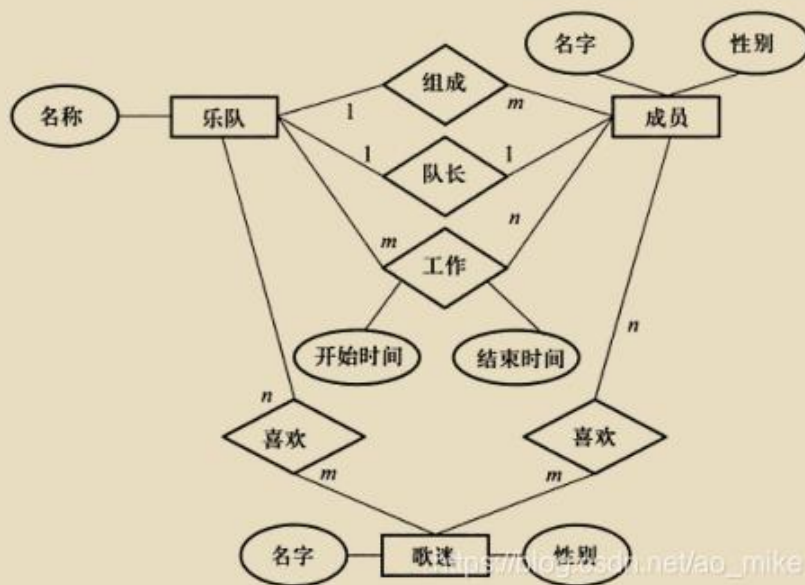 名字
性别
组成
名称
乐队
成员
1
m
1
队长
1
m
n
工作
开始时间
结束时间
n
n
喜欢
喜欢
m
m
名字
歌迷
性别
https://blog.csdn.net/ao_mike